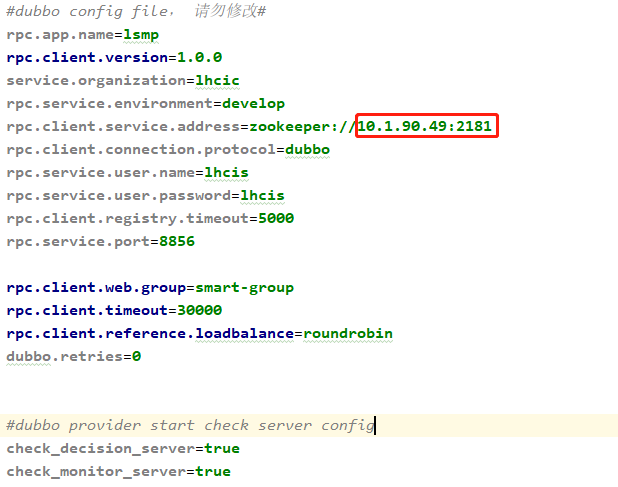 #dubbo config file， 请勿修改#
rpc.app.name=lsmp
rpc.client.version=1.0.0
service.organization=lhcic
rpc.service.environment=develop
rpc.client.service.address=zookeeper://10.1.90.49:2181
rpc.client.connection.protocol=dubbo
rpc.service.user.name=lhcis
rpc.service.user.password=lhcis
rpc.client.registry.timeout=5000
rpc.service.port=8856
rpc.client.web.group=smart-group
rpc.client.timeout=30000
rpc.client.reference.loadbalance=roundrobin
dubbo.retries=0
#dubbo provider start check server config
check_decision_server=true
check_monitor_server=true